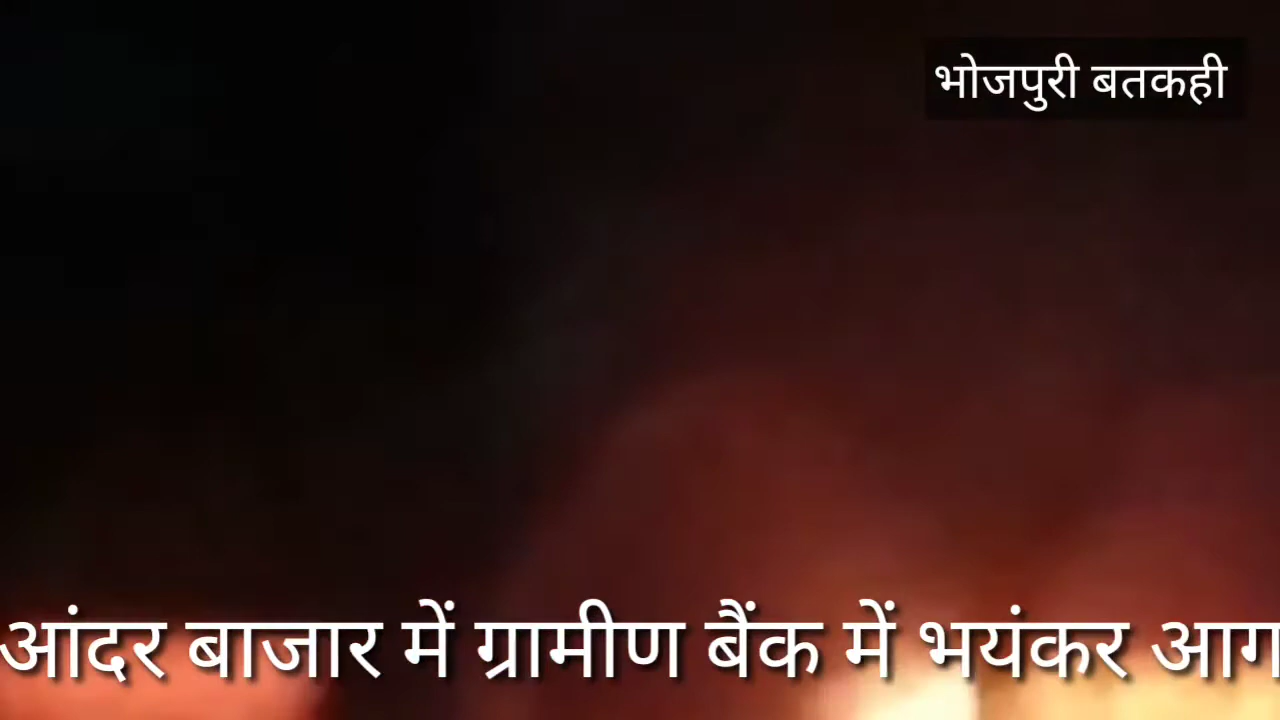 भोजपुरी बतकही
आंदर बाजार में ग्रामीण बैंक में भयंकर आग